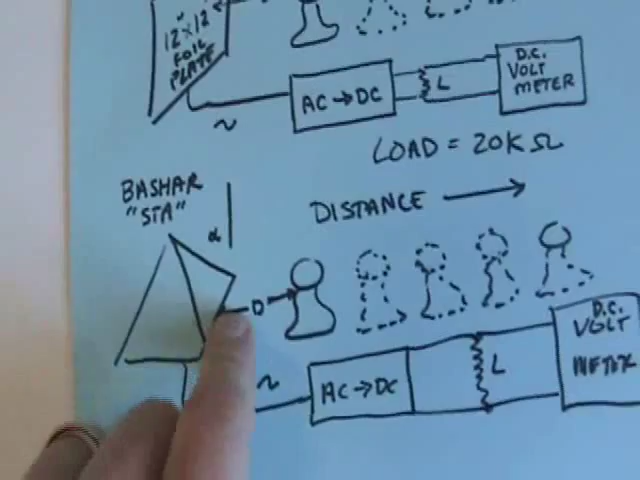 12"x12"
FOIL
PLATE
~
AC→DC
L
D.C.
VOLT
METER
LOAD = 20K Ω
BASHAR
"STA"
α
DISTANCE →
D
~
AC→DC
L
D.C.
VOLT
METER